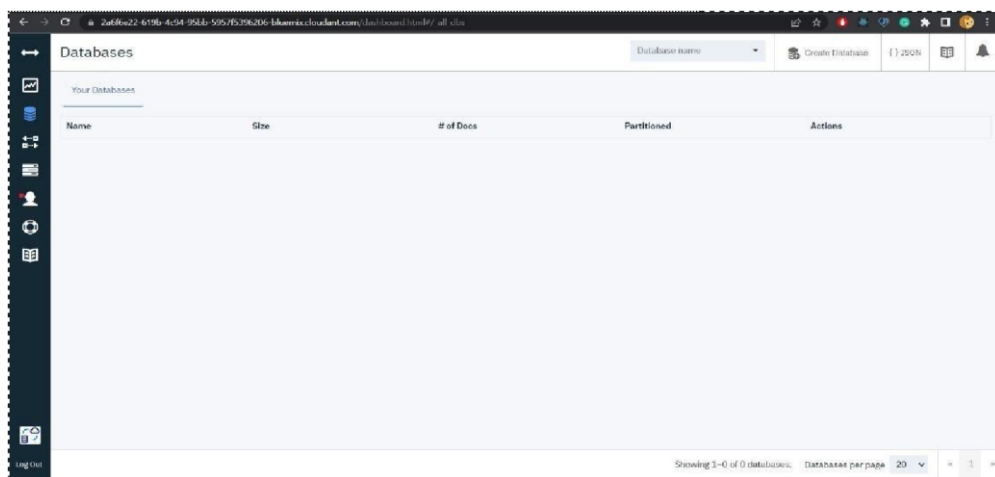 2a6f6e22-619b-4c94-95bb-5957f5396206-bluemix.cloudant.com/dashboard.html#/_all_dbs
Databases
Database name
Create Database
{ } JSON
Your Databases
Name Size # of Docs Partitioned Actions
Log Out
Showing 1–0 of 0 databases.
Databases per page 20
« 1 »